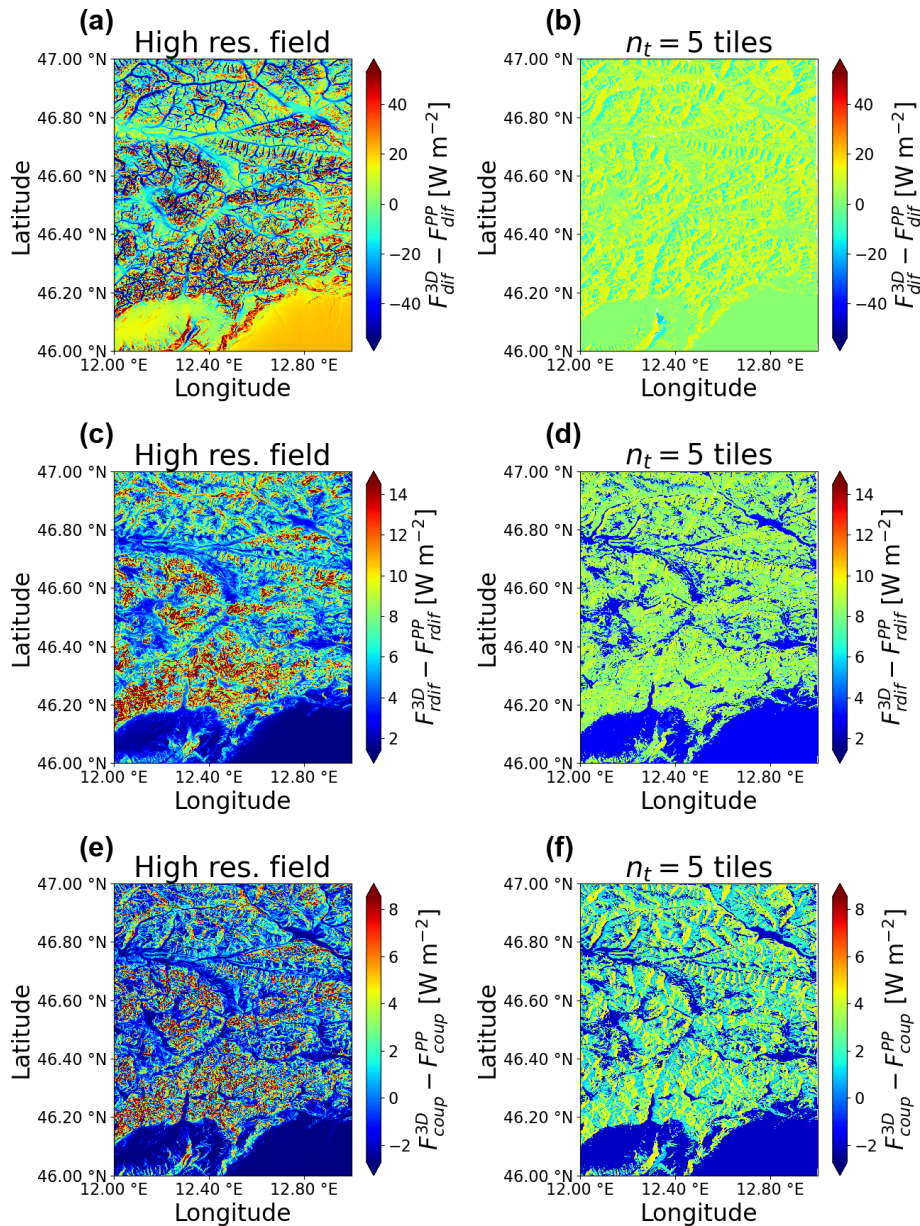 (a)
High res. field
47.00 °N
46.80 °N
46.60 °N
46.40 °N
46.20 °N
46.00 °N
12.00 °E
12.40 °E
12.80 °E
Latitude
Longitude
40
20
0
−20
−40
F^{3D}_{dif} − F^{PP}_{dif} [W m^{−2}]
(b)
n_t = 5 tiles
47.00 °N
46.80 °N
46.60 °N
46.40 °N
46.20 °N
46.00 °N
12.00 °E
12.40 °E
12.80 °E
Latitude
Longitude
40
20
0
−20
−40
F^{3D}_{dif} − F^{PP}_{dif} [W m^{−2}]
(c)
High res. field
47.00 °N
46.80 °N
46.60 °N
46.40 °N
46.20 °N
46.00 °N
12.00 °E
12.40 °E
12.80 °E
Latitude
Longitude
14
12
10
8
6
4
2
F^{3D}_{rdif} − F^{PP}_{rdif} [W m^{−2}]
(d)
n_t = 5 tiles
47.00 °N
46.80 °N
46.60 °N
46.40 °N
46.20 °N
46.00 °N
12.00 °E
12.40 °E
12.80 °E
Latitude
Longitude
14
12
10
8
6
4
2
F^{3D}_{rdif} − F^{PP}_{rdif} [W m^{−2}]
(e)
High res. field
47.00 °N
46.80 °N
46.60 °N
46.40 °N
46.20 °N
46.00 °N
12.00 °E
12.40 °E
12.80 °E
Latitude
Longitude
8
6
4
2
0
−2
F^{3D}_{coup} − F^{PP}_{coup} [W m^{−2}]
(f)
n_t = 5 tiles
47.00 °N
46.80 °N
46.60 °N
46.40 °N
46.20 °N
46.00 °N
12.00 °E
12.40 °E
12.80 °E
Latitude
Longitude
8
6
4
2
0
−2
F^{3D}_{coup} − F^{PP}_{coup} [W m^{−2}]